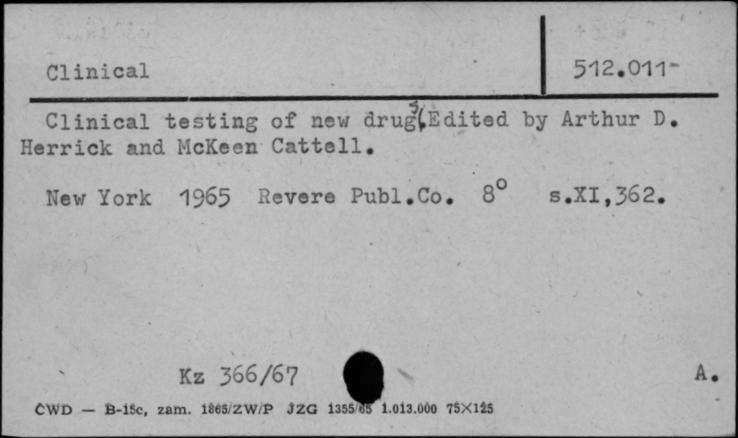 Clinical
512.011-
Clinical testing of new drugs. Edited by Arthur D.
Herrick and McKeen Cattell.
New York 1965 Revere Publ.Co. 8° s.XI,362.
Kz 366/67
A.
CWD — B-15c, zam. 1865/ZW/P JZG 1355/65 1.013.000 75×125